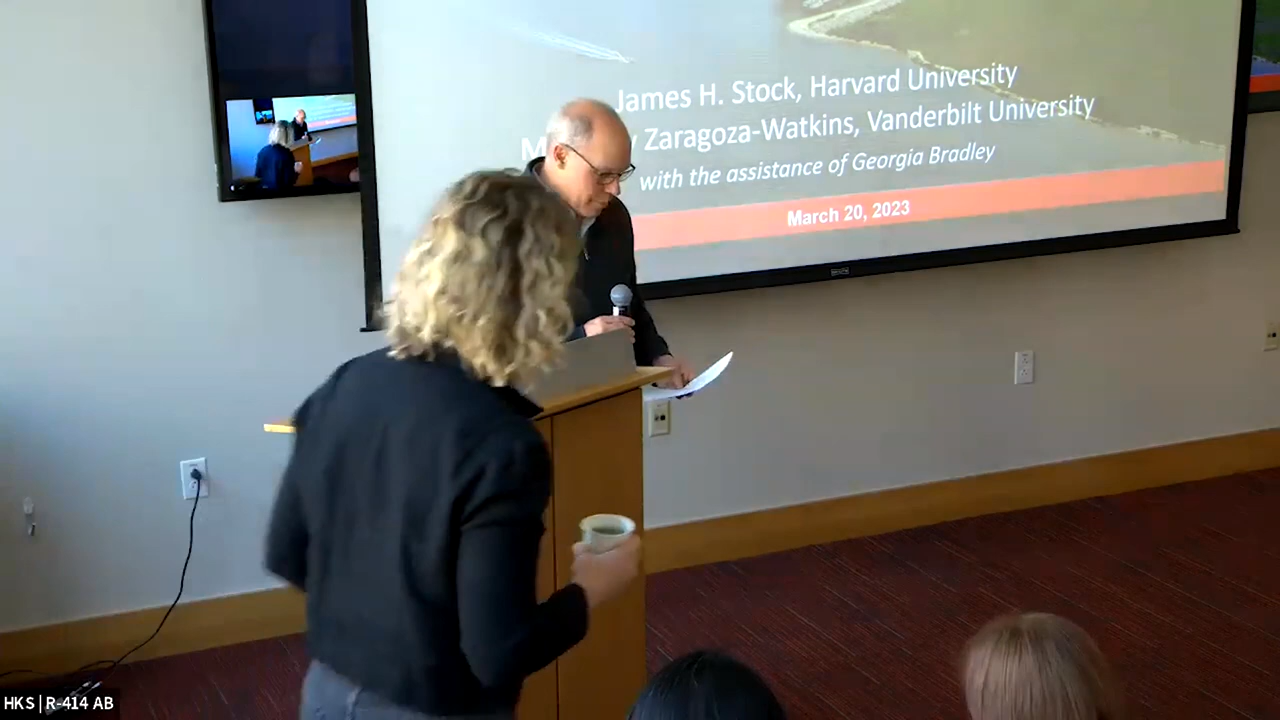 James H. Stock, Harvard University
Zaragoza-Watkins, Vanderbilt University
with the assistance of Georgia Bradley
March 20, 2023
HKS | R-414 AB